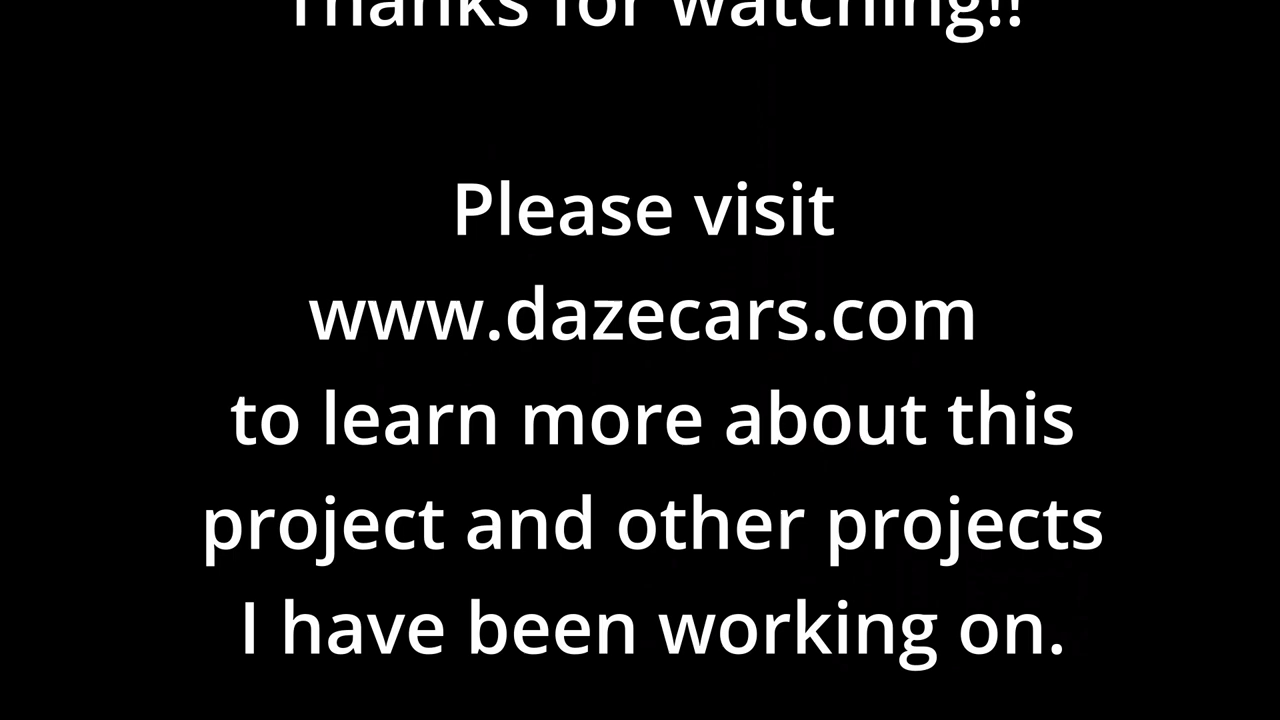 Thanks for watching!!
Please visit
www.dazecars.com
to learn more about this
project and other projects
I have been working on.